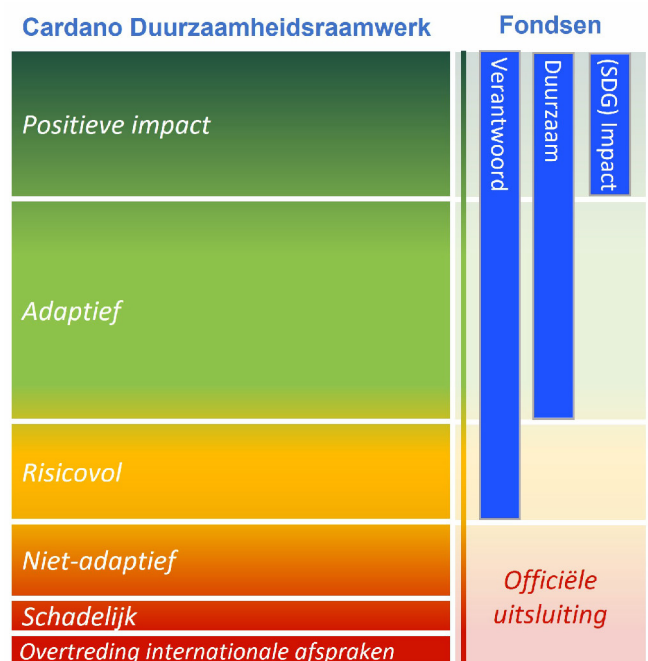 Cardano Duurzaamheidsraamwerk
Fondsen
Positieve impact
Adaptief
Risicovol
Niet-adaptief
Schadelijk
Overtreding internationale afspraken
Verantwoord
Duurzaam
(SDG) Impact
Officiële
uitsluiting